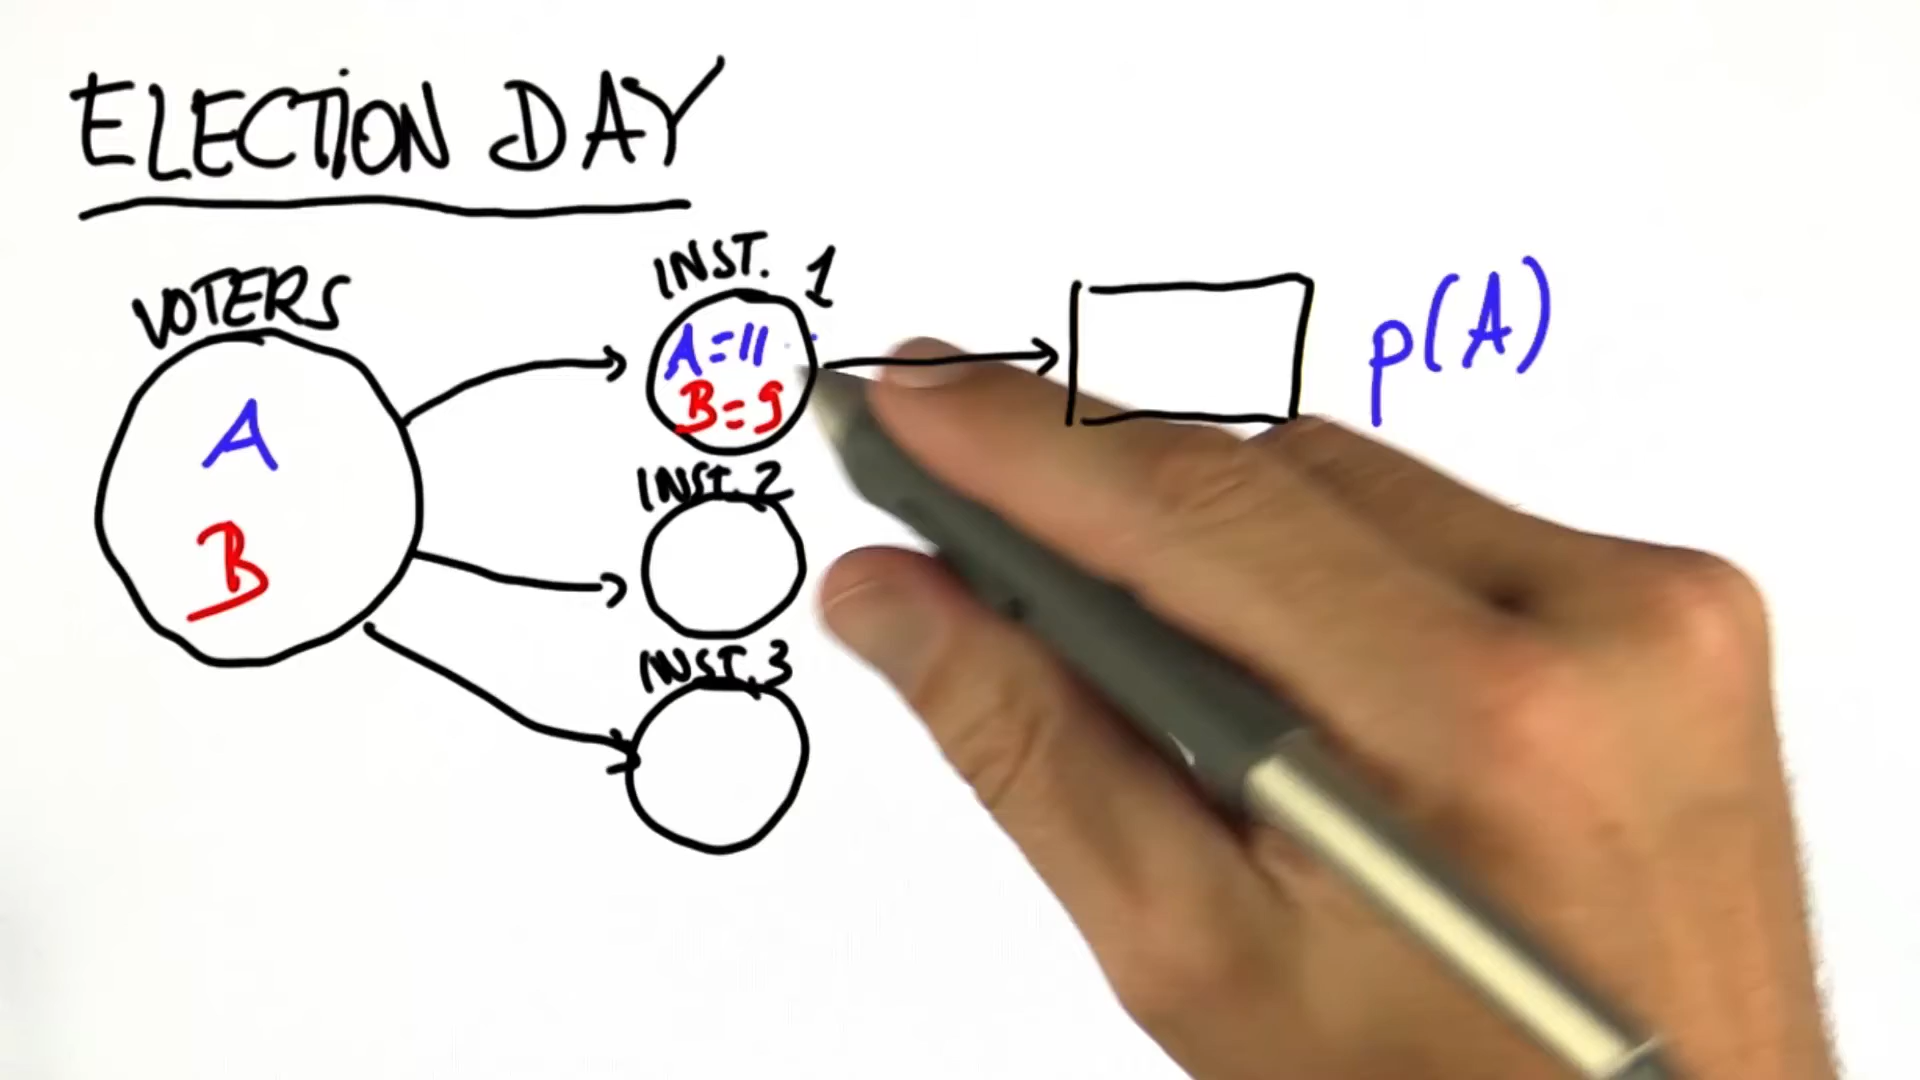 ELECTION DAY
VOTERS
A
B
INST. 1
A=11
B=9
p(A)
INST. 2
INST. 3